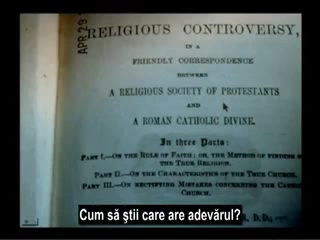 APR 29
RELIGIOUS CONTROVERSY,
IN A
FRIENDLY CORRESPONDENCE
BETWEEN
A RELIGIOUS SOCIETY OF PROTESTANTS
AND
A ROMAN CATHOLIC DIVINE.
In three Parts:
PART I.—ON THE RULE OF FAITH; OR, THE METHOD OF FINDING
THE TRUE RELIGION.
PART II.—ON THE CHARACTERISTICS OF THE TRUE CHURCH.
PART III.—ON RECTIFYING MISTAKES CONCERNING THE
CHURCH
Cum să ştii care are adevărul?